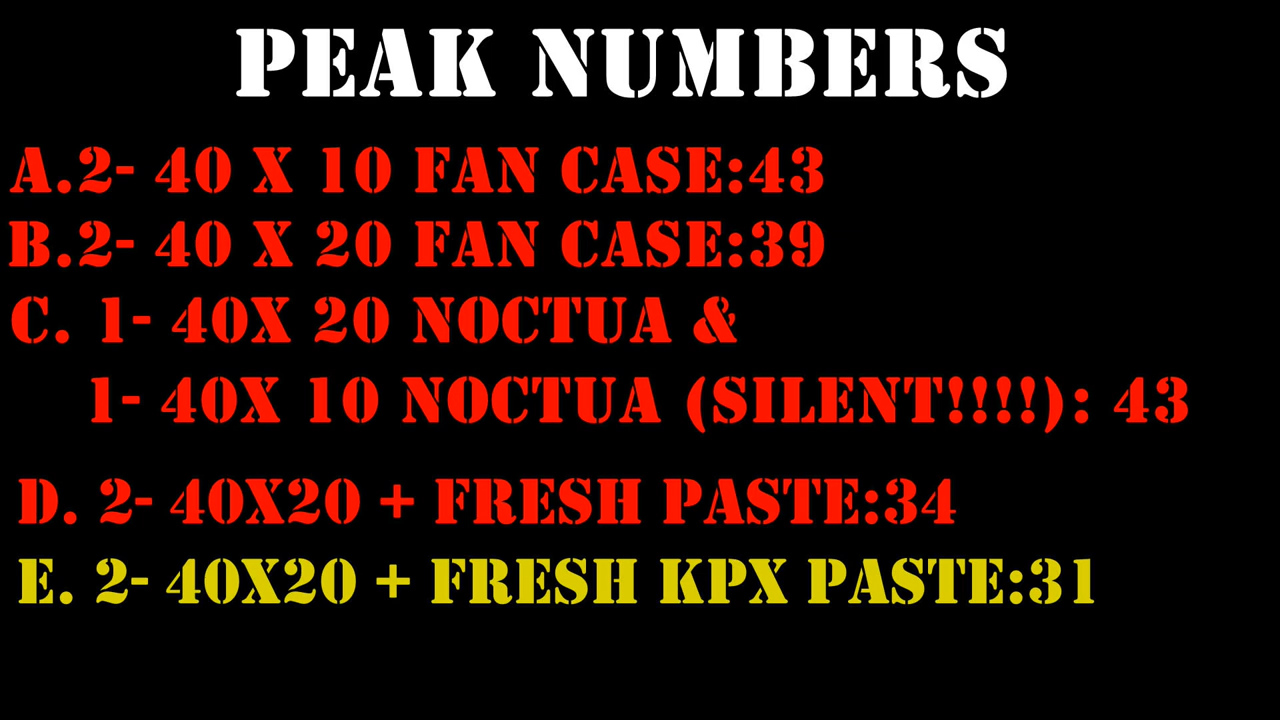 PEAK NUMBERS
A.2- 40 X 10 FAN CASE:43
B.2- 40 X 20 FAN CASE:39
C. 1- 40X 20 NOCTUA &
1- 40X 10 NOCTUA (SILENT!!!!): 43
D. 2- 40X20 + FRESH PASTE:34
E. 2- 40X20 + FRESH KPX PASTE:31